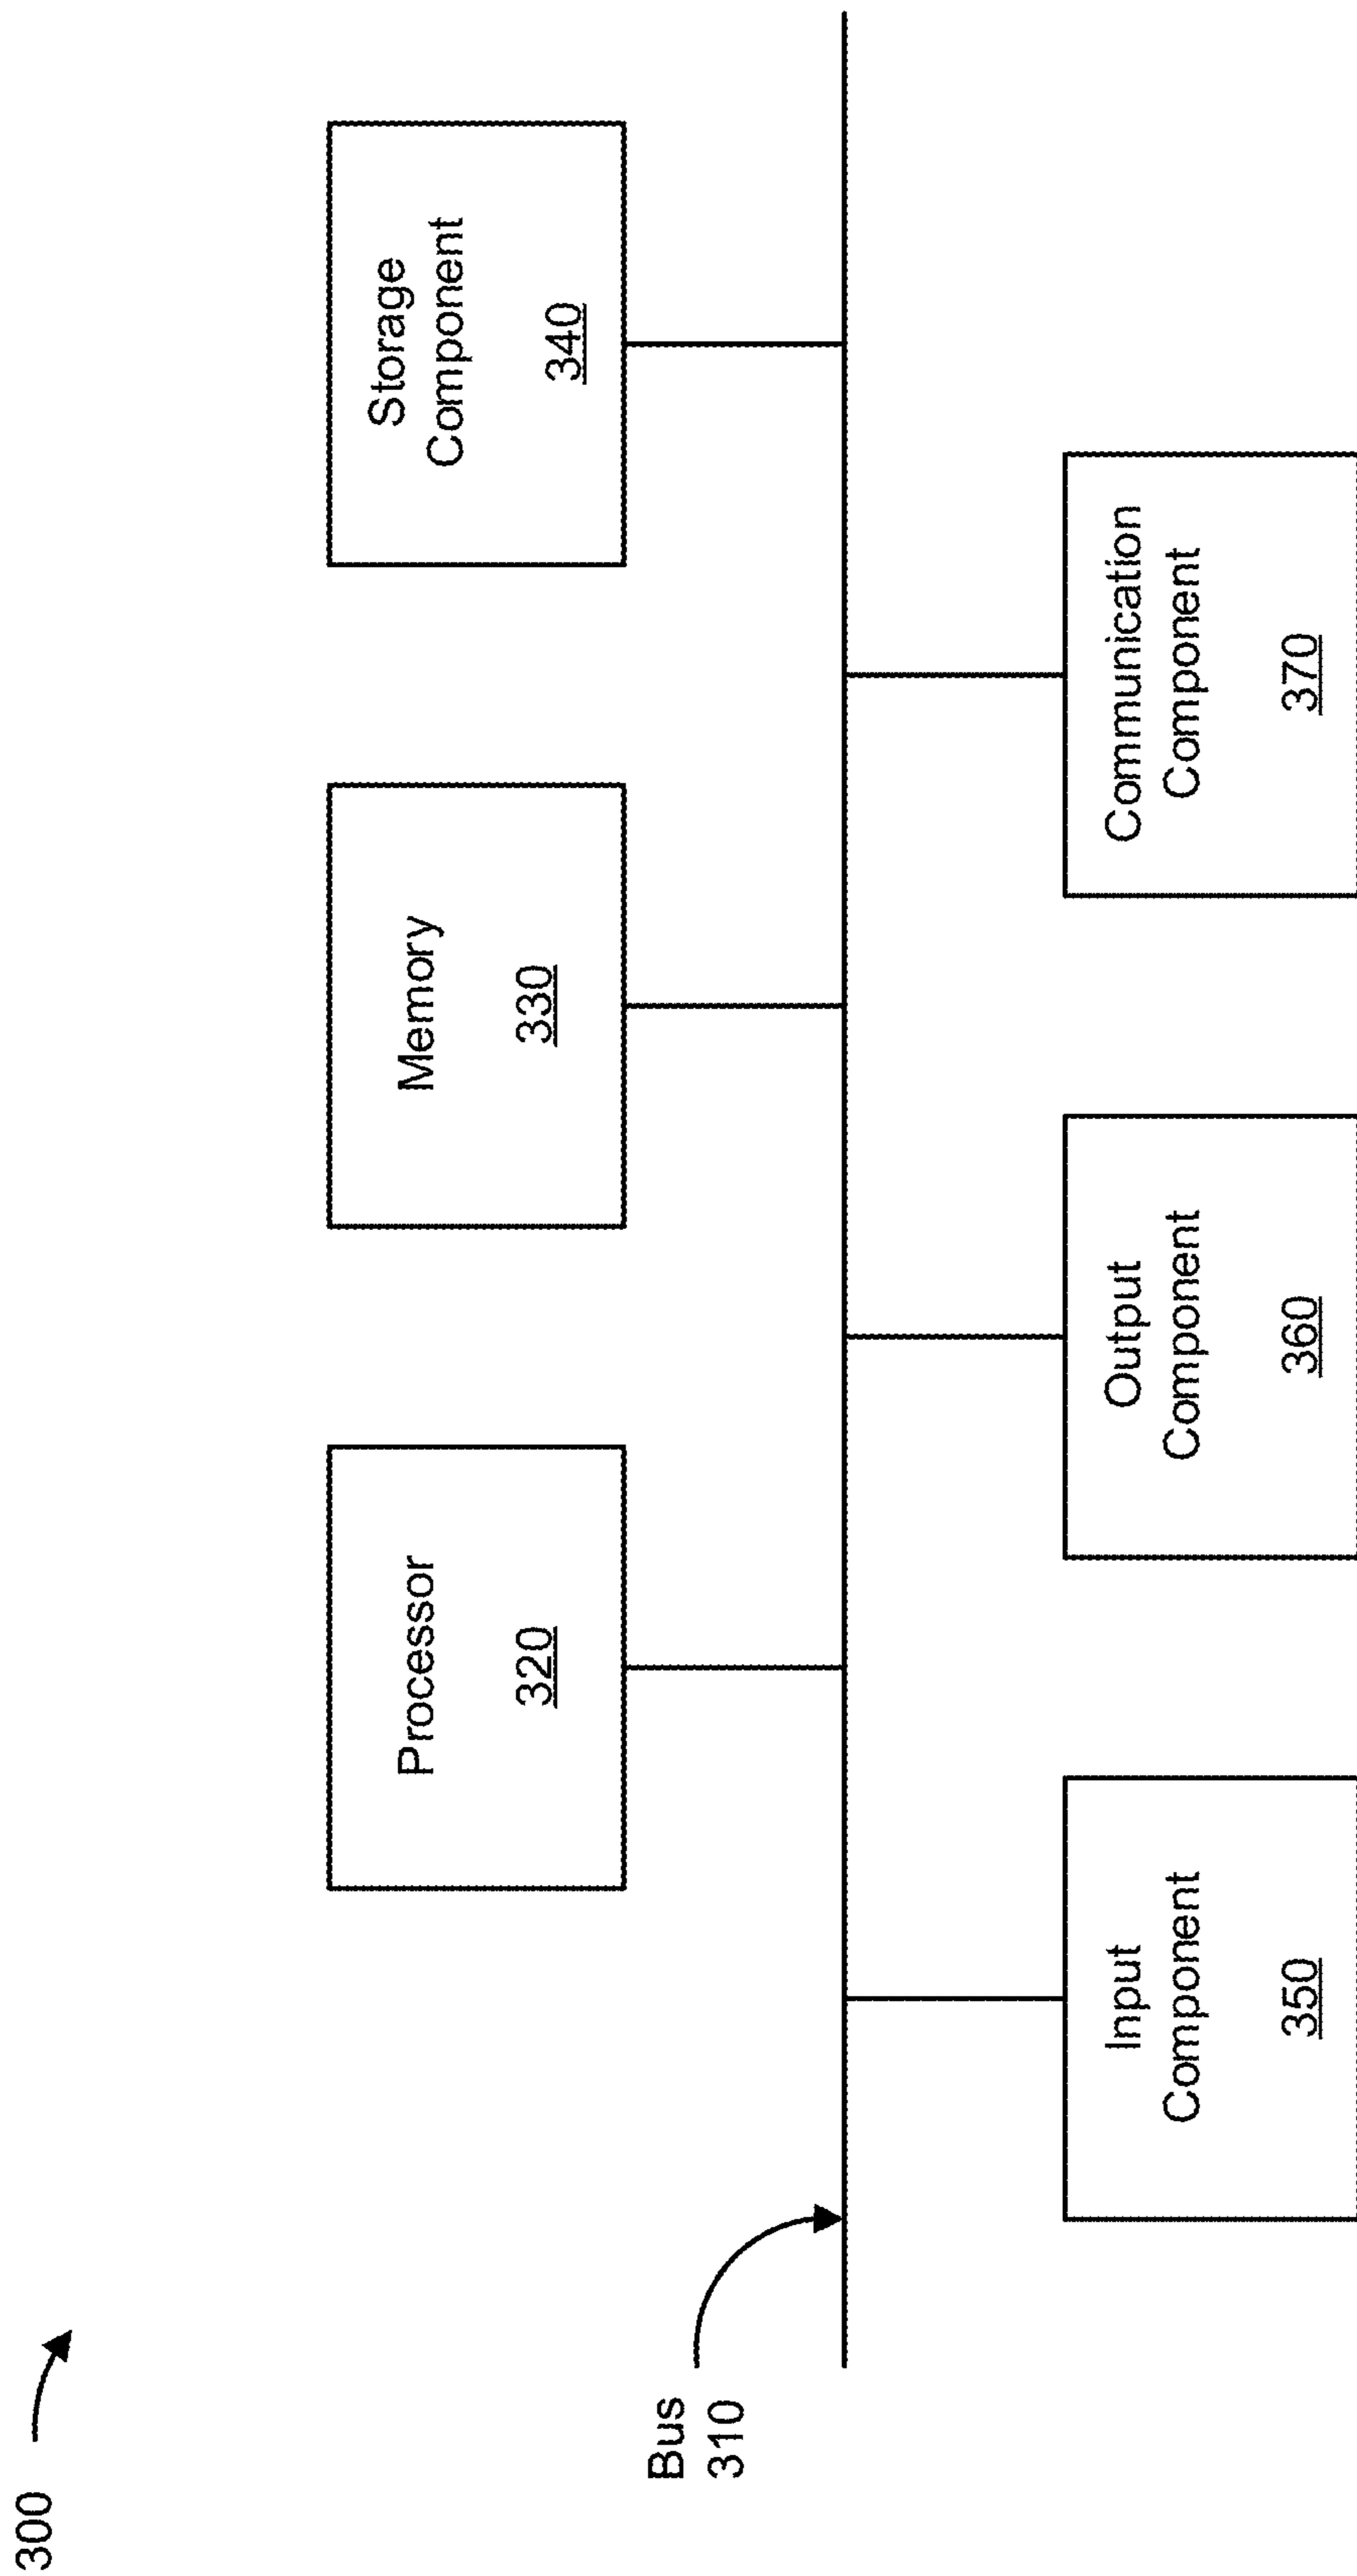 300
Bus
310
Processor
320
Memory
330
Storage
Component
340
Input
Component
350
Output
Component
360
Communication
Component
370